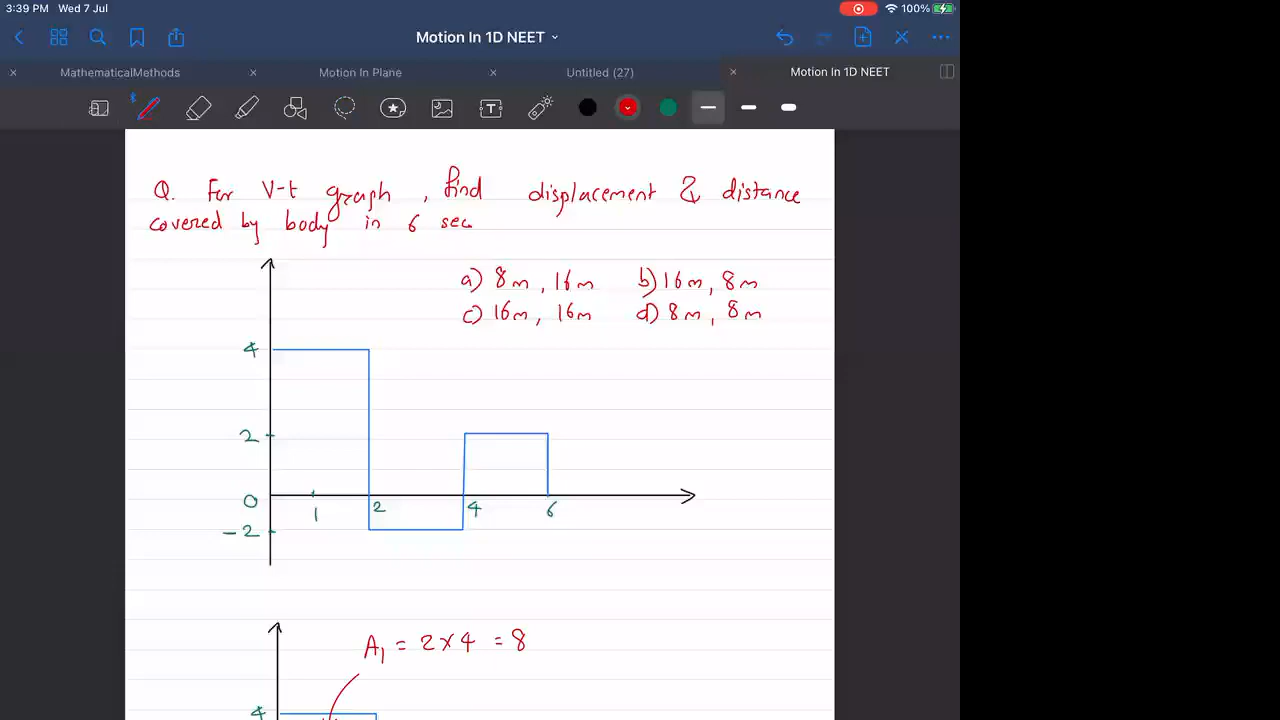 3:39 PM Wed 7 Jul
100%
Motion In 1D NEET
MathematicalMethods
Motion In Plane
Untitled (27)
Motion In 1D NEET
Q. For V-t graph, find displacement & distance
covered by body in 6 sec
a) 8m, 16m b) 16m, 8m
c) 16m, 16m d) 8m, 8m
4
2
0
-2
1 2 4 6
A₁ = 2×4 = 8
4